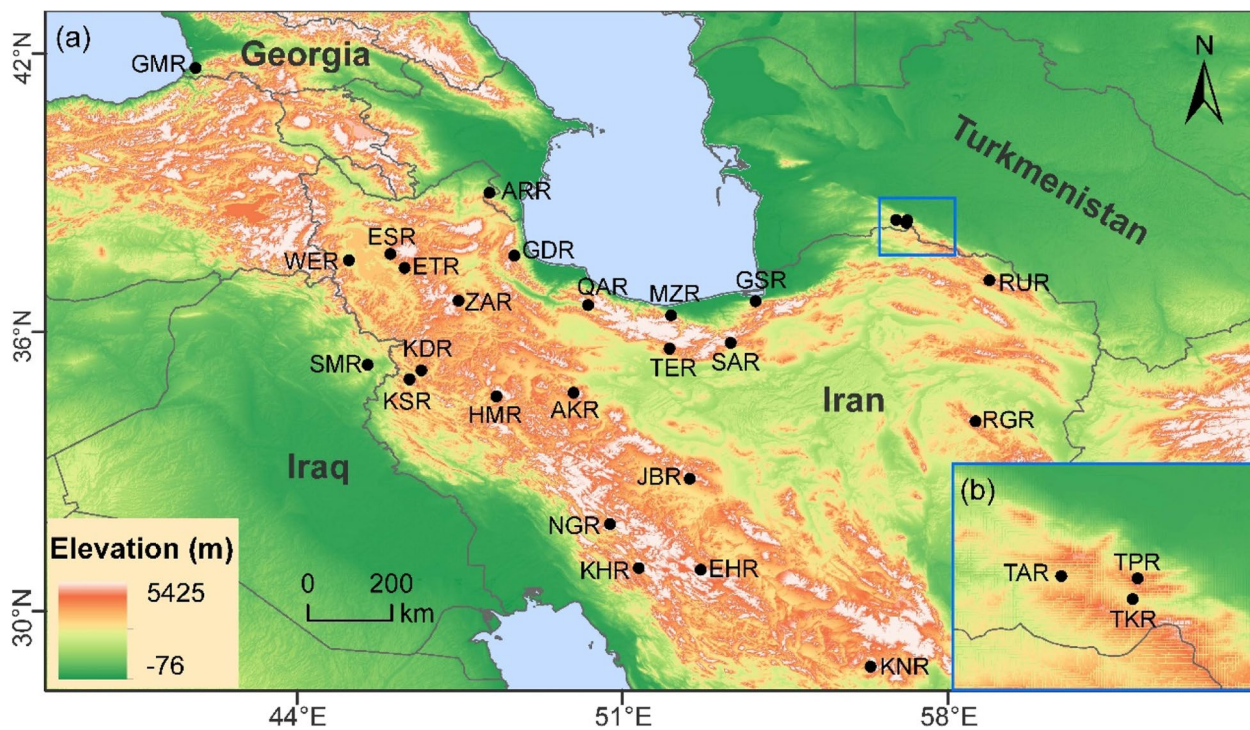 (a)
42°N
Georgia
GMR
N
Turkmenistan
ARR
ESR
WER
ETR
GDR
ZAR
QAR
MZR
GSR
RUR
36°N
SMR
KDR
KSR
TER
SAR
HMR
AKR
Iran
RGR
Iraq
JBR
NGR
KHR
EHR
KNR
(b)
TAR
TPR
TKR
Elevation (m)
5425
-76
0 200
km
30°N
44°E
51°E
58°E